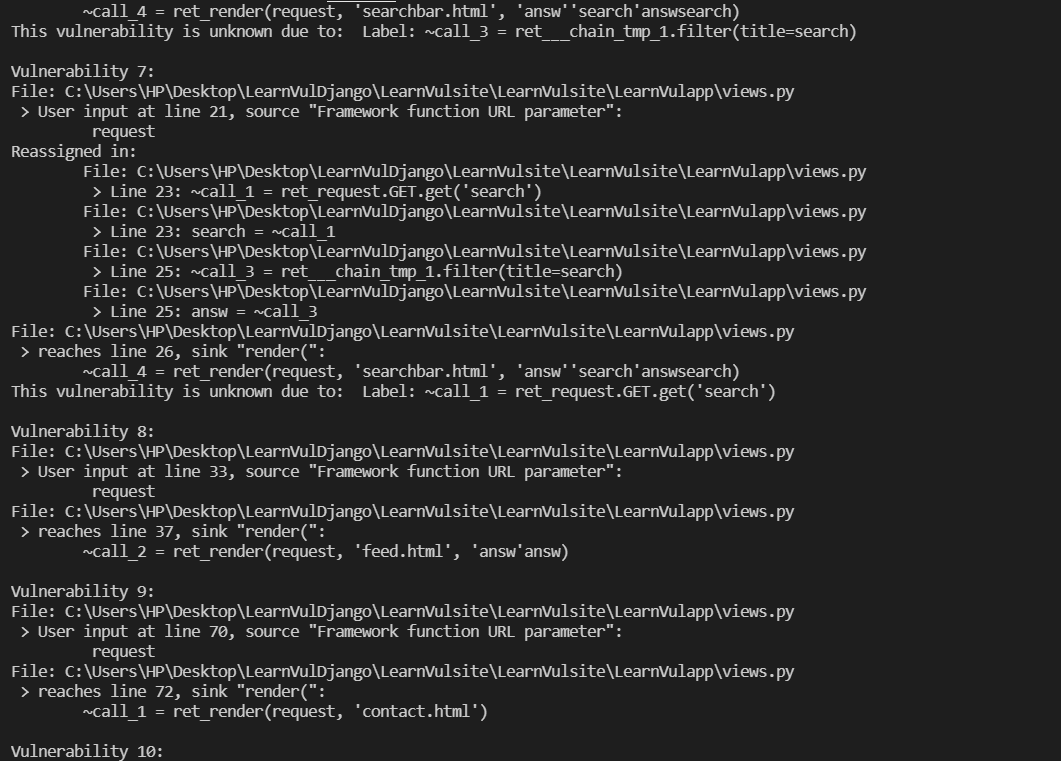 ~call_4 = ret_render(request, 'searchbar.html', 'answ''search'answsearch)
This vulnerability is unknown due to:  Label: ~call_3 = ret___chain_tmp_1.filter(title=search)
Vulnerability 7:
File: C:\Users\HP\Desktop\LearnVulDjango\LearnVulsite\LearnVulsite\LearnVulapp\views.py
> User input at line 21, source "Framework function URL parameter":
request
Reassigned in:
File: C:\Users\HP\Desktop\LearnVulDjango\LearnVulsite\LearnVulsite\LearnVulapp\views.py
> Line 23: ~call_1 = ret_request.GET.get('search')
File: C:\Users\HP\Desktop\LearnVulDjango\LearnVulsite\LearnVulsite\LearnVulapp\views.py
> Line 23: search = ~call_1
File: C:\Users\HP\Desktop\LearnVulDjango\LearnVulsite\LearnVulsite\LearnVulapp\views.py
> Line 25: ~call_3 = ret___chain_tmp_1.filter(title=search)
File: C:\Users\HP\Desktop\LearnVulDjango\LearnVulsite\LearnVulsite\LearnVulapp\views.py
> Line 25: answ = ~call_3
File: C:\Users\HP\Desktop\LearnVulDjango\LearnVulsite\LearnVulsite\LearnVulapp\views.py
> reaches line 26, sink "render(":
~call_4 = ret_render(request, 'searchbar.html', 'answ''search'answsearch)
This vulnerability is unknown due to:  Label: ~call_1 = ret_request.GET.get('search')
Vulnerability 8:
File: C:\Users\HP\Desktop\LearnVulDjango\LearnVulsite\LearnVulsite\LearnVulapp\views.py
> User input at line 33, source "Framework function URL parameter":
request
File: C:\Users\HP\Desktop\LearnVulDjango\LearnVulsite\LearnVulsite\LearnVulapp\views.py
> reaches line 37, sink "render(":
~call_2 = ret_render(request, 'feed.html', 'answ'answ)
Vulnerability 9:
File: C:\Users\HP\Desktop\LearnVulDjango\LearnVulsite\LearnVulsite\LearnVulapp\views.py
> User input at line 70, source "Framework function URL parameter":
request
File: C:\Users\HP\Desktop\LearnVulDjango\LearnVulsite\LearnVulsite\LearnVulapp\views.py
> reaches line 72, sink "render(":
~call_1 = ret_render(request, 'contact.html')
Vulnerability 10: